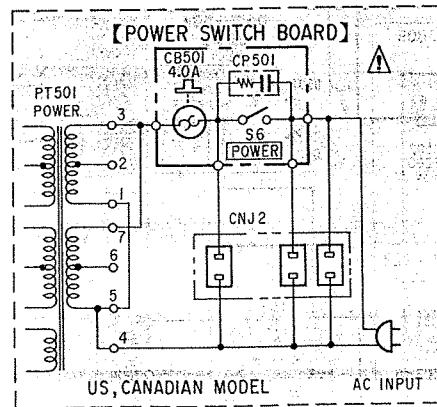 【POWER SWITCH BOARD】
CB501
4.0A
CP501
PT501
POWER
S6
POWER
3
2
1
7
6
5
4
CNJ2
US, CANADIAN MODEL
AC INPUT